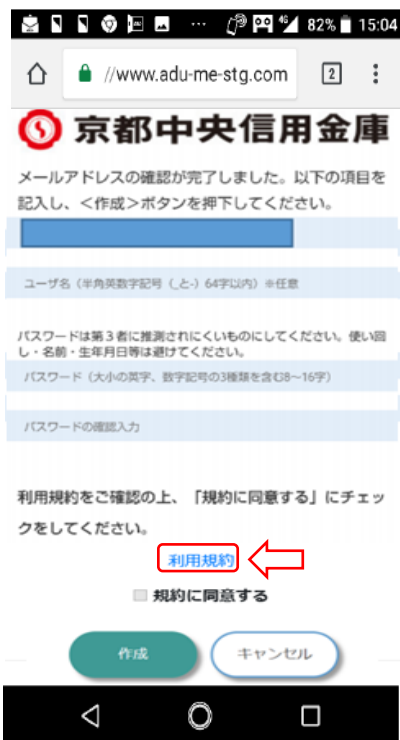 46 82% 15:04
//www.adu-me-stg.com 2
京都中央信用金庫
メールアドレスの確認が完了しました。以下の項目を
記入し、＜作成＞ボタンを押下してください。
ユーザ名（半角英数字記号（_と-）64字以内）※任意
パスワードは第３者に推測されにくいものにしてください。使い回
し・名前・生年月日等は避けてください。
パスワード（大小の英字、数字記号の3種類を含む8～16字）
パスワードの確認入力
利用規約をご確認の上、「規約に同意する」にチェッ
クをしてください。
利用規約
規約に同意する
作成 キャンセル